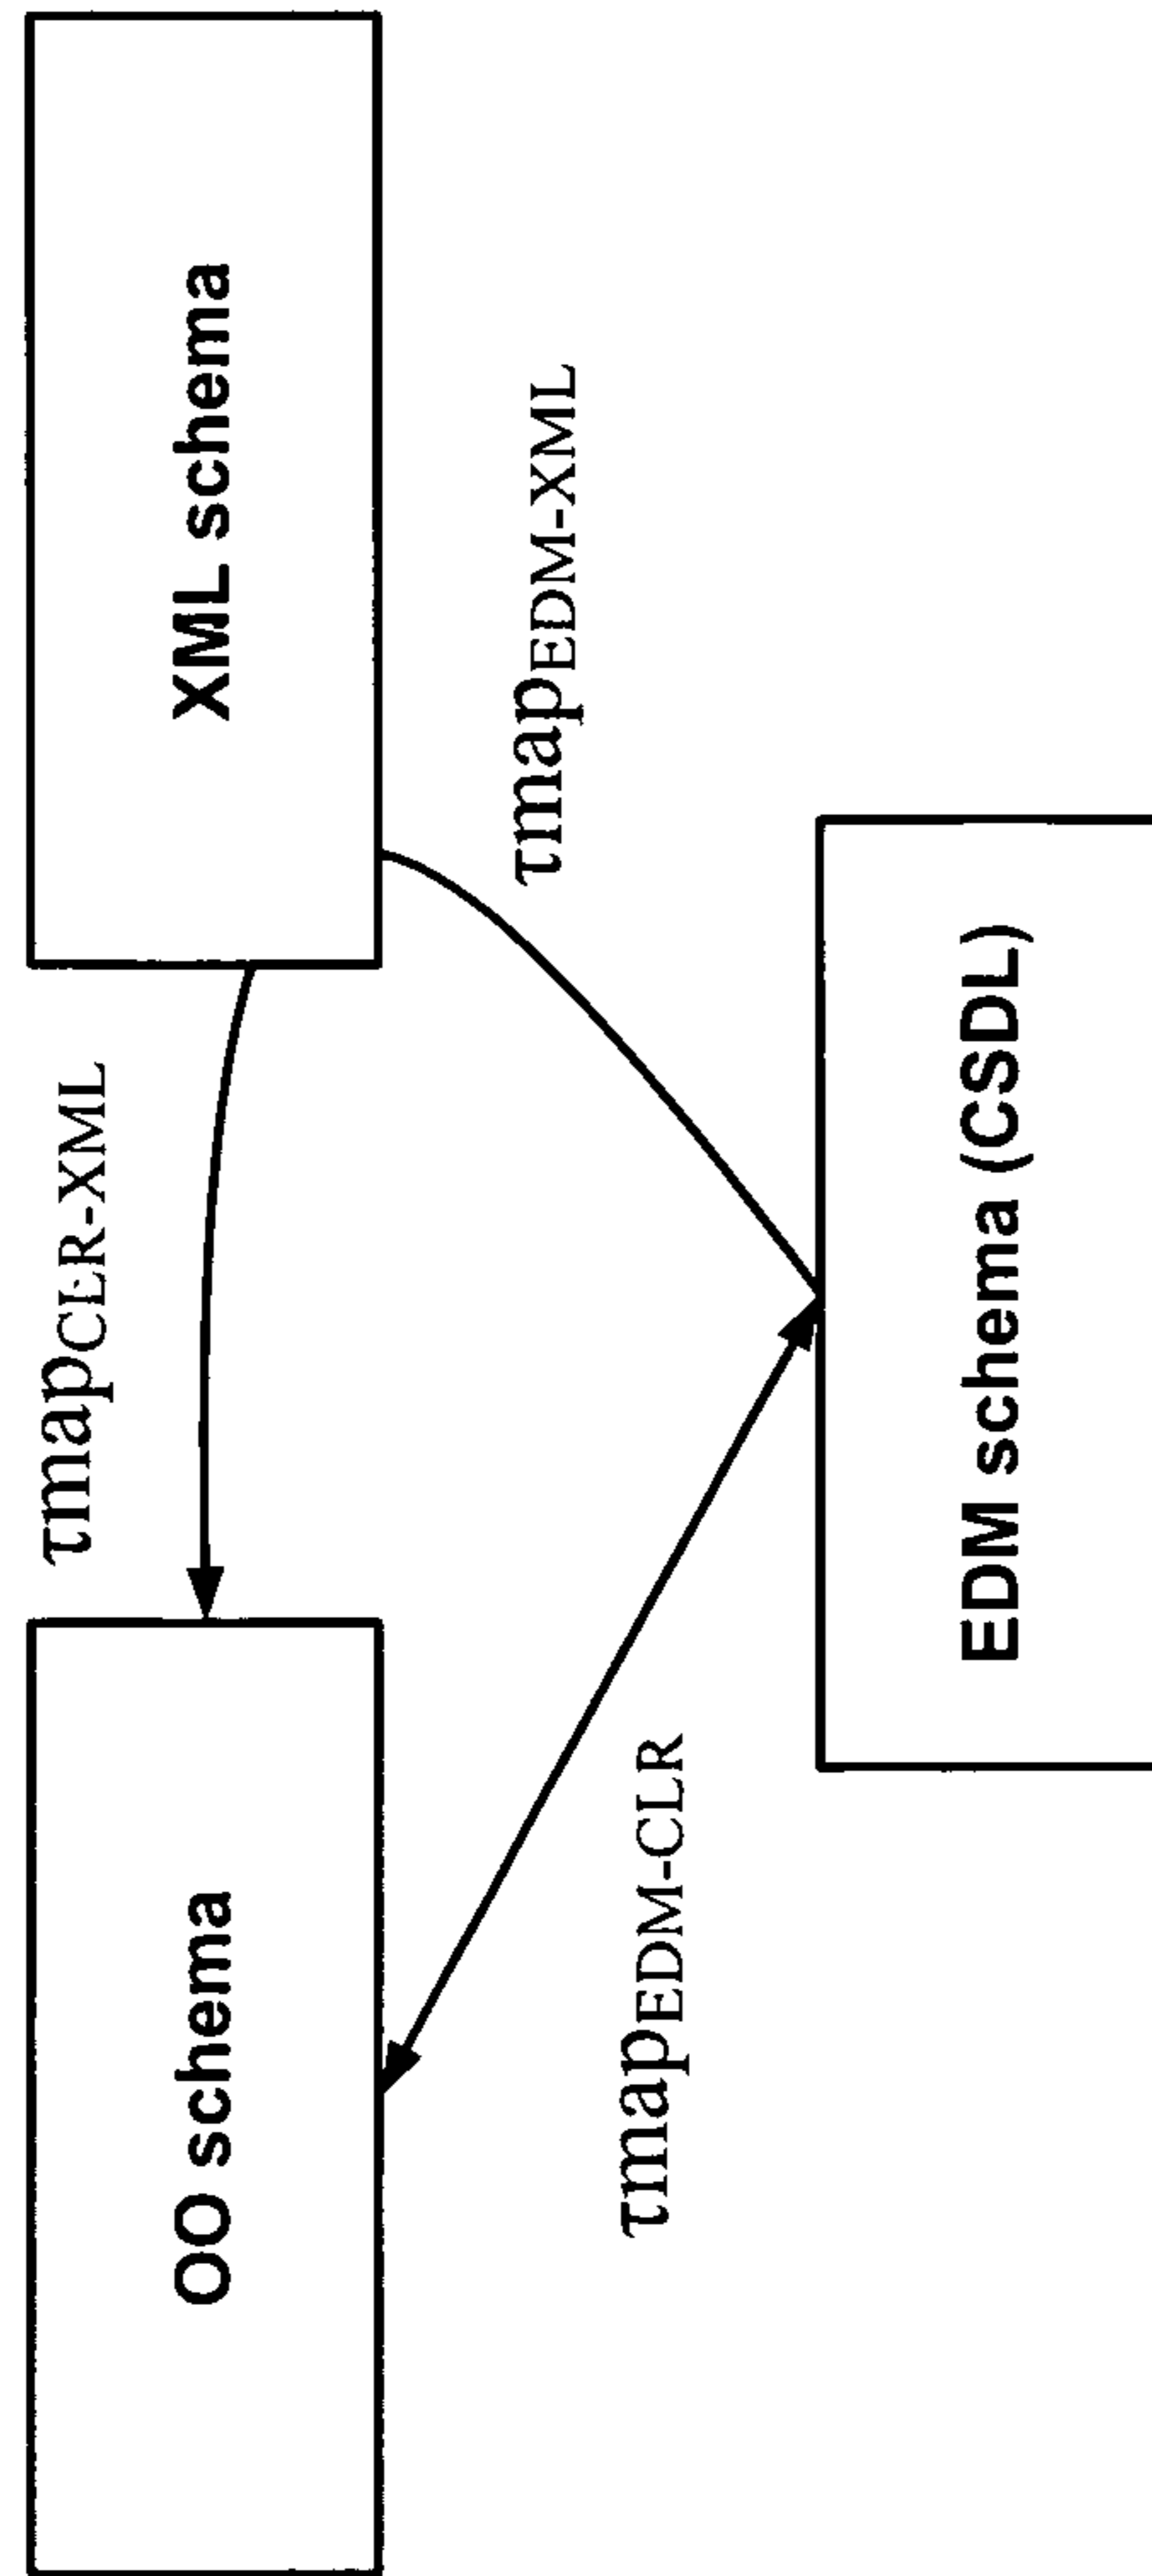 τmapCLR-XML
OO schema
XML schema
τmapEDM-CLR
τmapEDM-XML
EDM schema (CSDL)